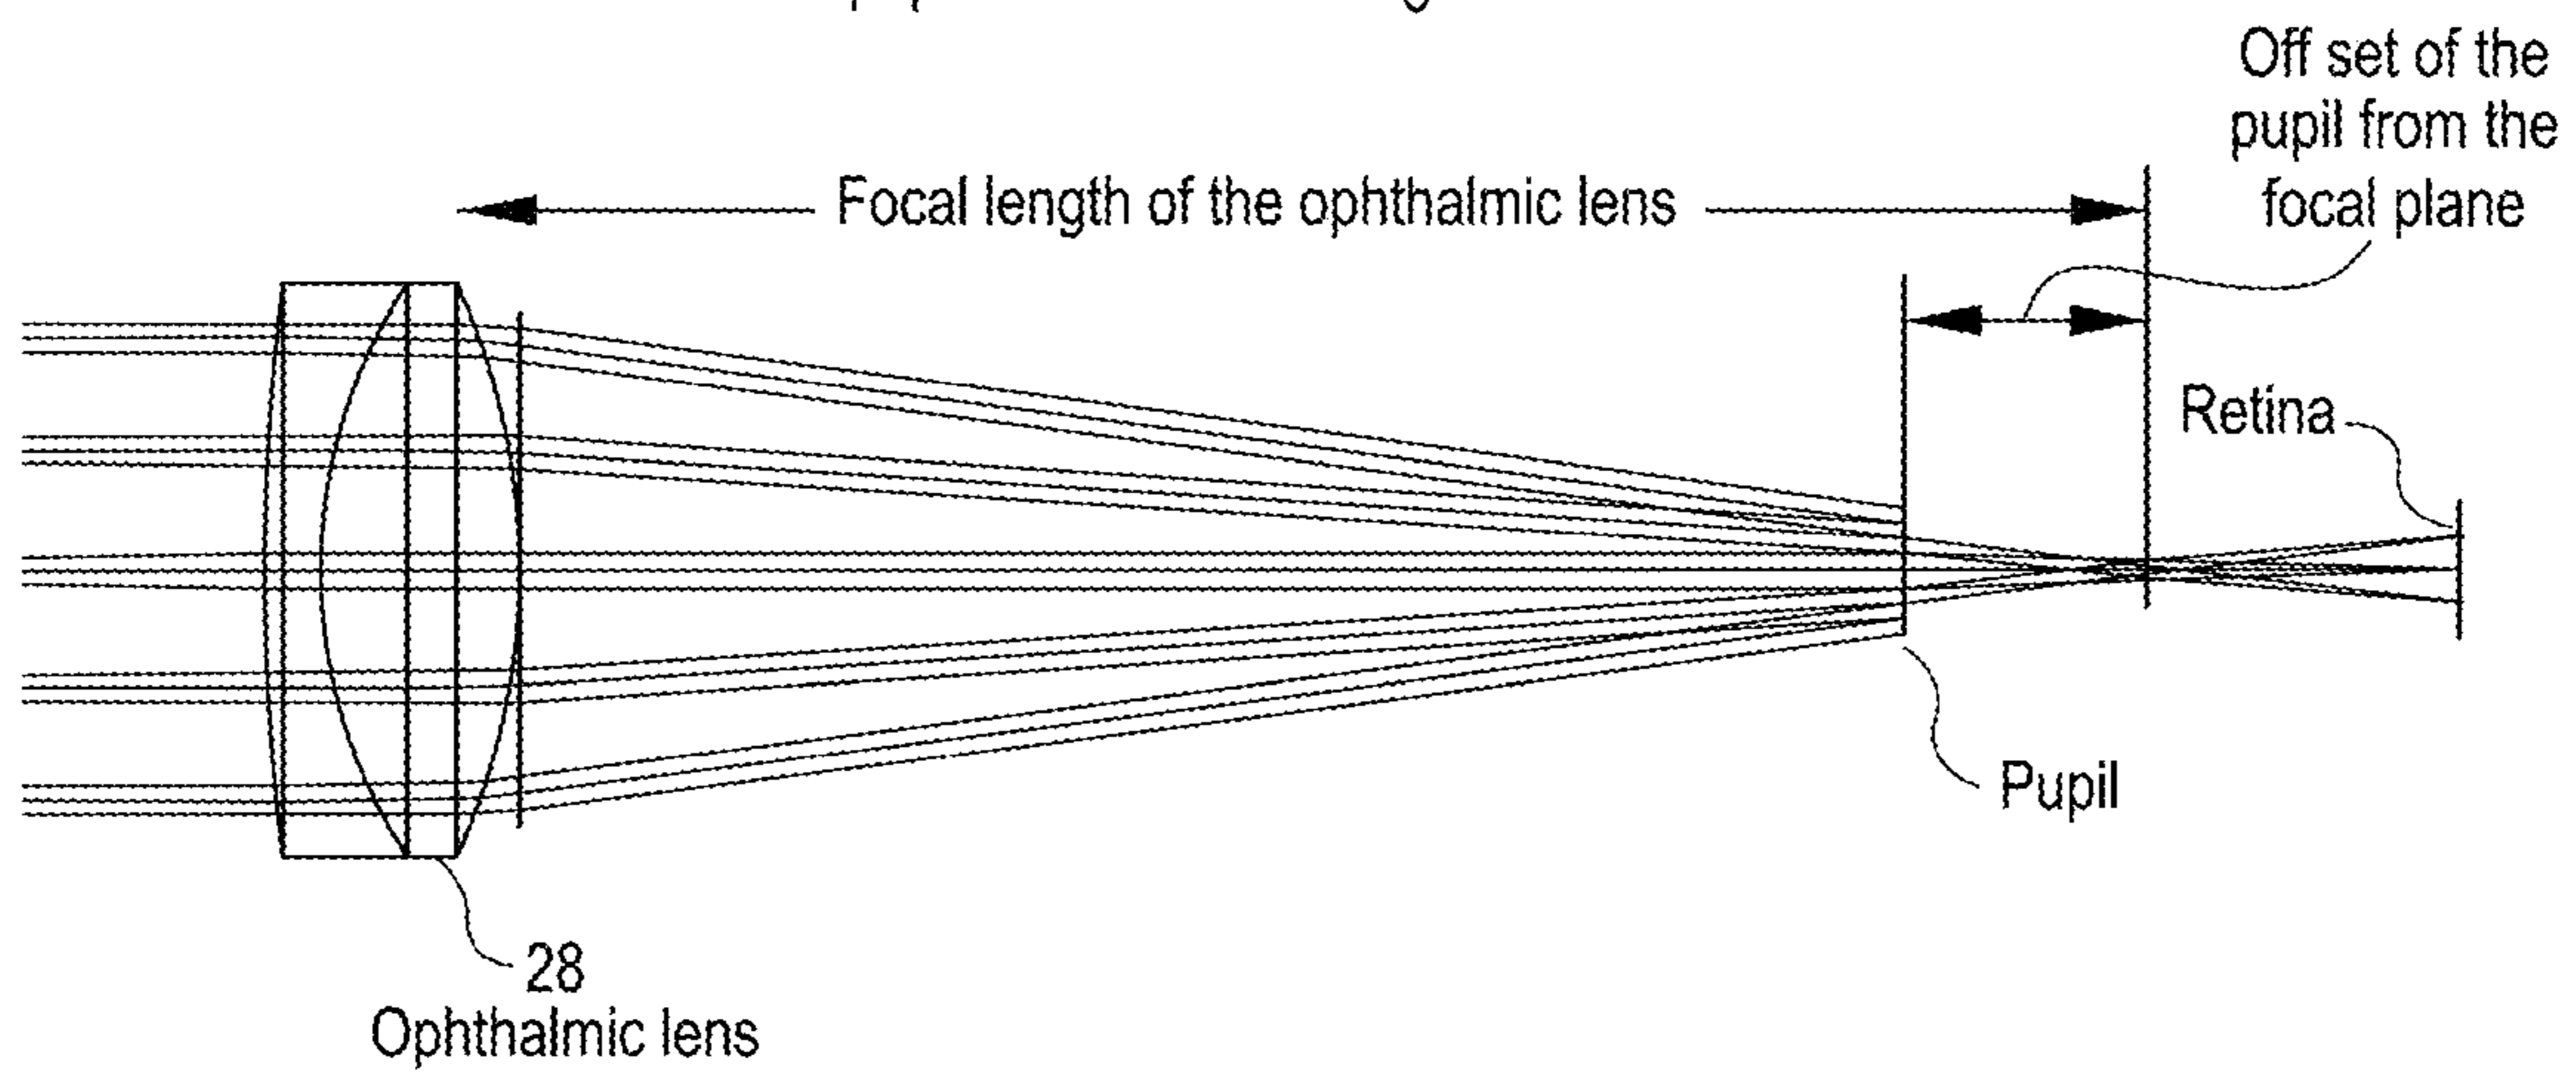 Off set of the
pupil from the
focal plane
Focal length of the ophthalmic lens
Retina
Pupil
28
Ophthalmic lens